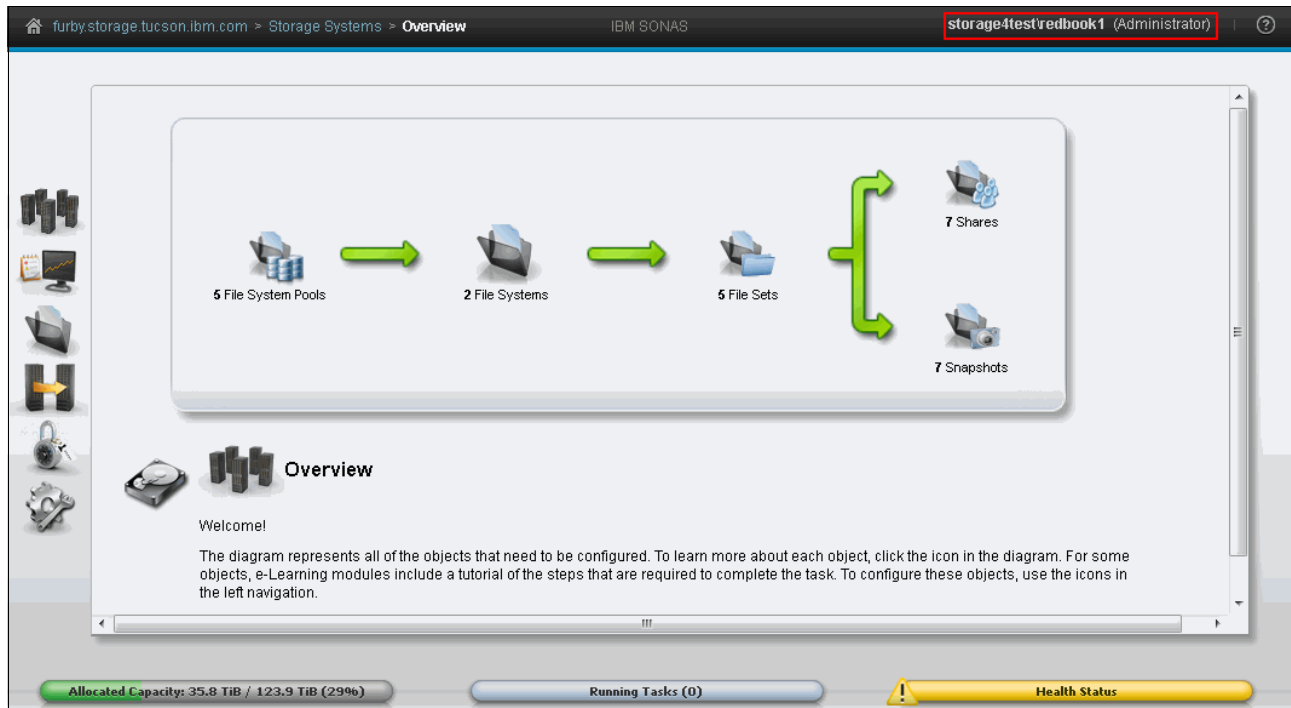 furby.storage.tucson.ibm.com > Storage Systems > Overview
IBM SONAS
storage4test\redbook1 (Administrator)
?
7 Shares
5 File System Pools
2 File Systems
5 File Sets
7 Snapshots
Overview
Welcome!
The diagram represents all of the objects that need to be configured. To learn more about each object, click the icon in the diagram. For some
objects, e-Learning modules include a tutorial of the steps that are required to complete the task. To configure these objects, use the icons in
the left navigation.
Allocated Capacity: 35.8 TiB / 123.9 TiB (29%)
Running Tasks (0)
!
Health Status